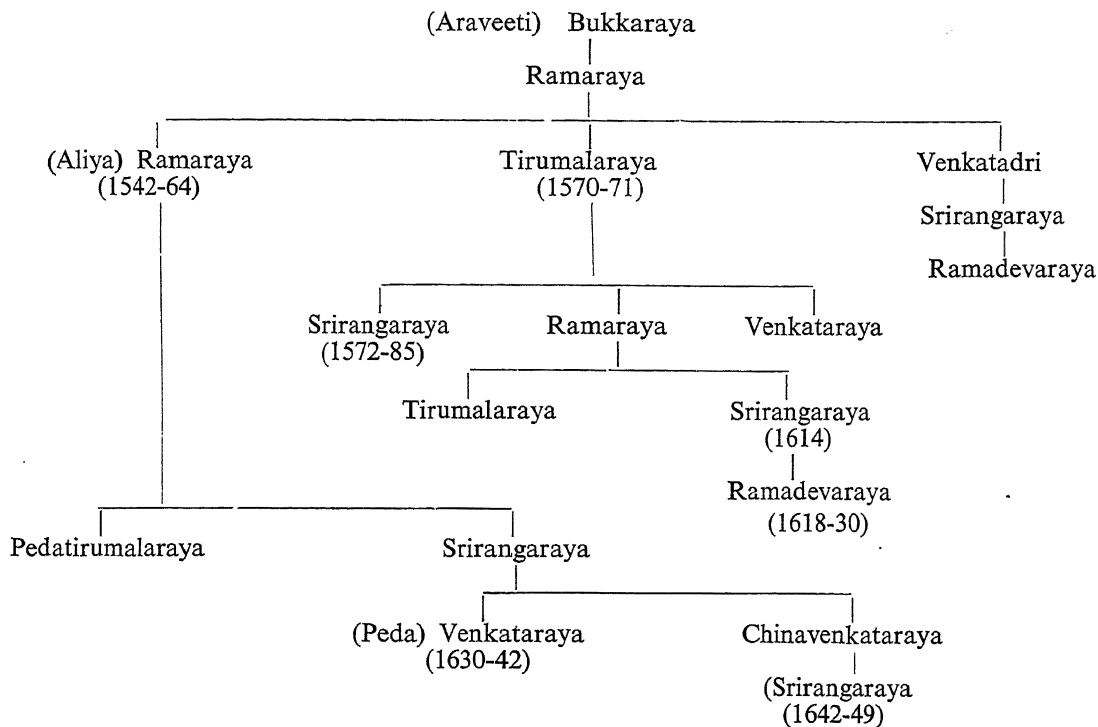 (Araveeti) Bukkaraya
Ramaraya
(Aliya) Ramaraya
(1542-64)
Tirumalaraya
(1570-71)
Venkatadri
Srirangaraya
Ramadevaraya
Srirangaraya
(1572-85)
Ramaraya
Venkataraya
Tirumalaraya
Srirangaraya
(1614)
Ramadevaraya
(1618-30)
Pedatirumalaraya
Srirangaraya
(Peda) Venkataraya
(1630-42)
Chinavenkataraya
(Srirangaraya
(1642-49)